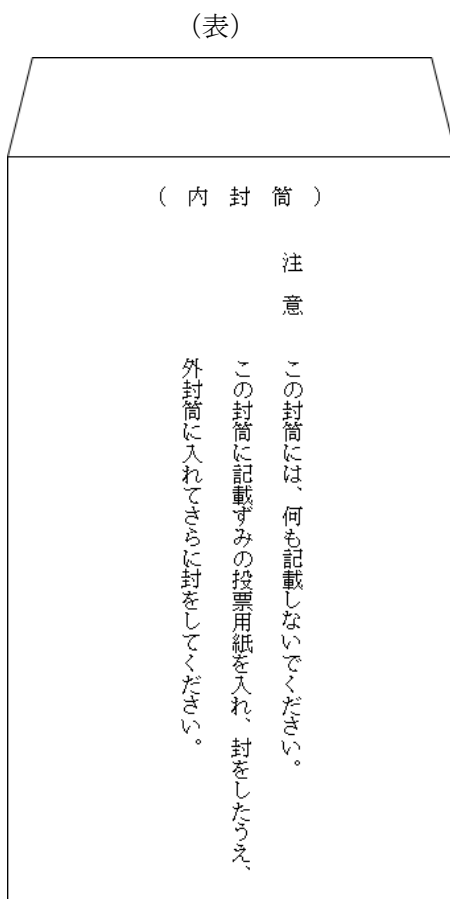 （表）
（内封筒）
注意　この封筒には、何も記載しないでください。
この封筒に記載ずみの投票用紙を入れ、封をしたうえ、
外封筒に入れてさらに封をしてください。